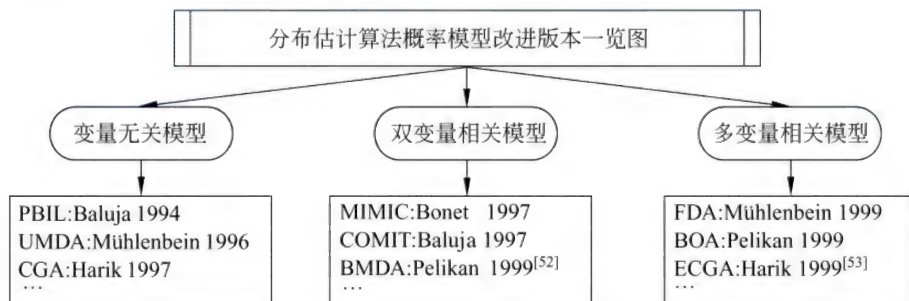 分布估计算法概率模型改进版本一览图
变量无关模型
双变量相关模型
多变量相关模型
PBIL:Baluja 1994
UMDA:Mühlenbein 1996
CGA:Harik 1997
…
MIMIC:Bonet 1997
COMIT:Baluja 1997
BMDA:Pelikan 1999[52]
…
FDA:Mühlenbein 1999
BOA:Pelikan 1999
ECGA:Harik 1999[53]
…